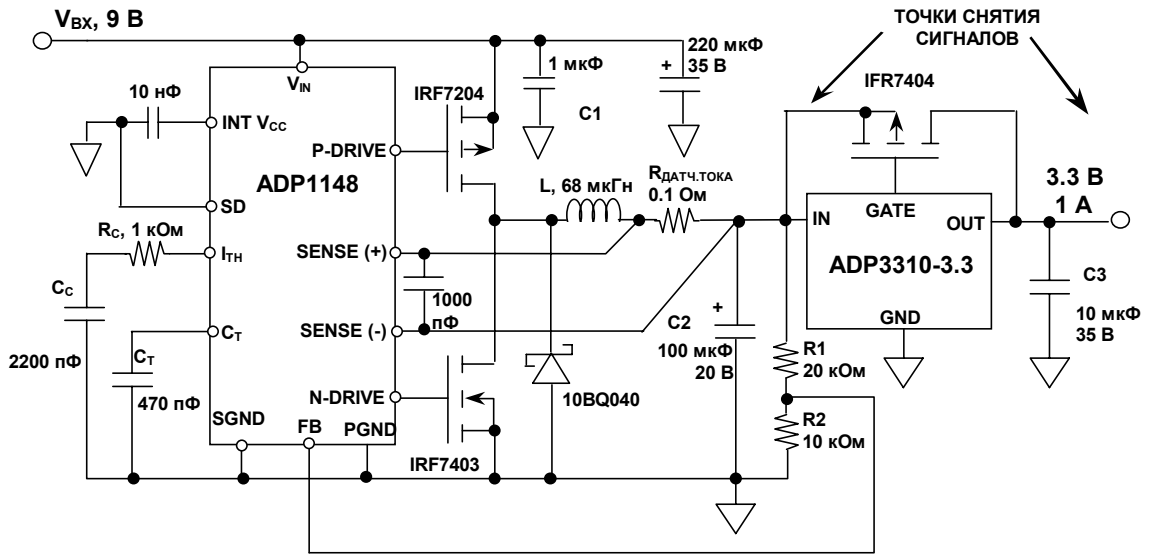 VВХ, 9 В
ТОЧКИ СНЯТИЯ
СИГНАЛОВ
10 нФ
VIN
IRF7204
1 мкФ
C1
+
220 мкФ
35 В
IFR7404
INT VCC
P-DRIVE
ADP1148
L, 68 мкГн
RДАТЧ.ТОКА
0.1 Ом
3.3 В
1 А
IN
GATE
OUT
ADP3310-3.3
GND
SD
RC, 1 кОм
ITH
SENSE (+)
1000
пФ
SENSE (-)
CC
2200 пФ
CT
CT
470 пФ
C2
+
100 мкФ
20 В
C3
10 мкФ
35 В
R1
20 кОм
R2
10 кОм
N-DRIVE
10BQ040
SGND
FB
PGND
IRF7403